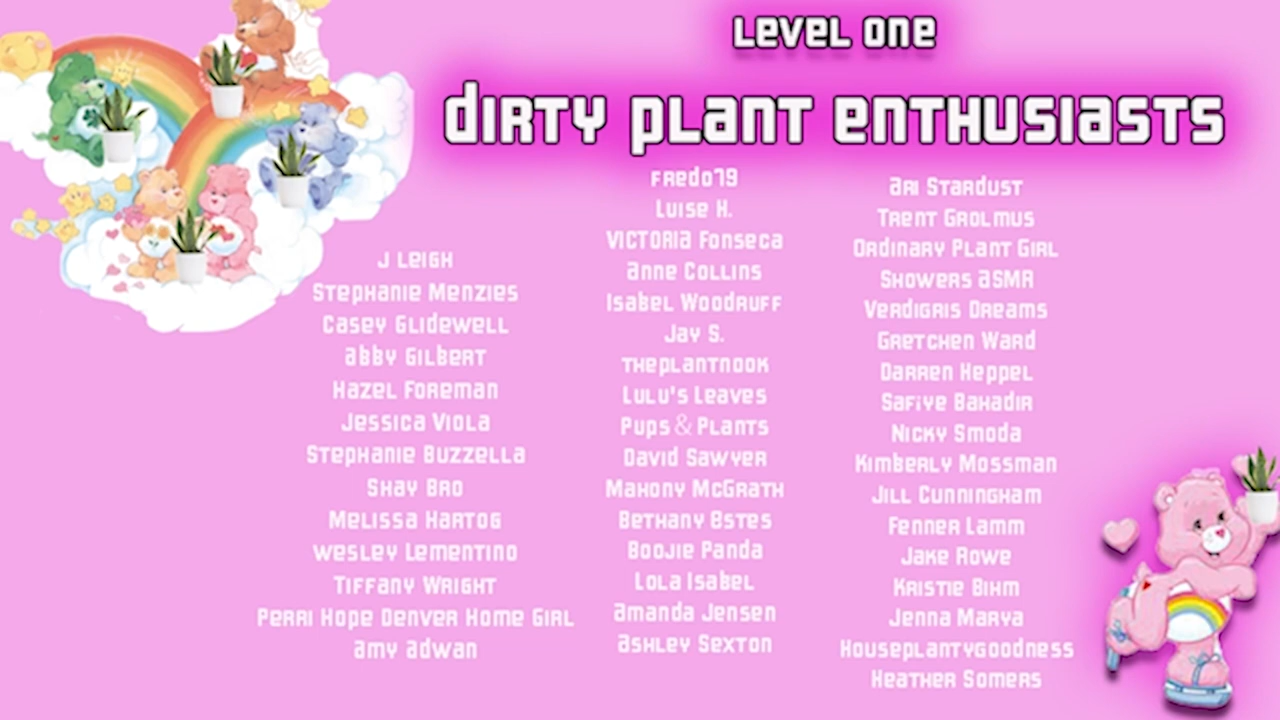 Level One
Dirty Plant Enthusiasts
J Leigh
Stephanie Menzies
Casey Glidewell
Abby Gilbert
Hazel Foreman
Jessica Viola
Stephanie Buzzella
Shay Bro
Melissa Hartog
Wesley Lementino
Tiffany Wright
Perri Hope Denver Home Girl
Amy Adwan
Fredo79
Luise H.
Victoria Fonseca
Anne Collins
Isabel Woodruff
Jay S.
theplantnook
Lulu's Leaves
Pups & Plants
David Sawyer
Mahony McGrath
Bethany Estes
Boojie Panda
Lola Isabel
Amanda Jensen
Ashley Sexton
Ari Stardust
Trent Grolmus
Ordinary Plant Girl
Showers ASMR
Verdigris Dreams
Gretchen Ward
Darren Heppel
Safiye Bahadir
Nicky Smoda
Kimberly Mossman
Jill Cunningham
Fenner Lamm
Jake Rowe
Kristie Bihm
Jenna Marya
Houseplantygoodness
Heather Somers